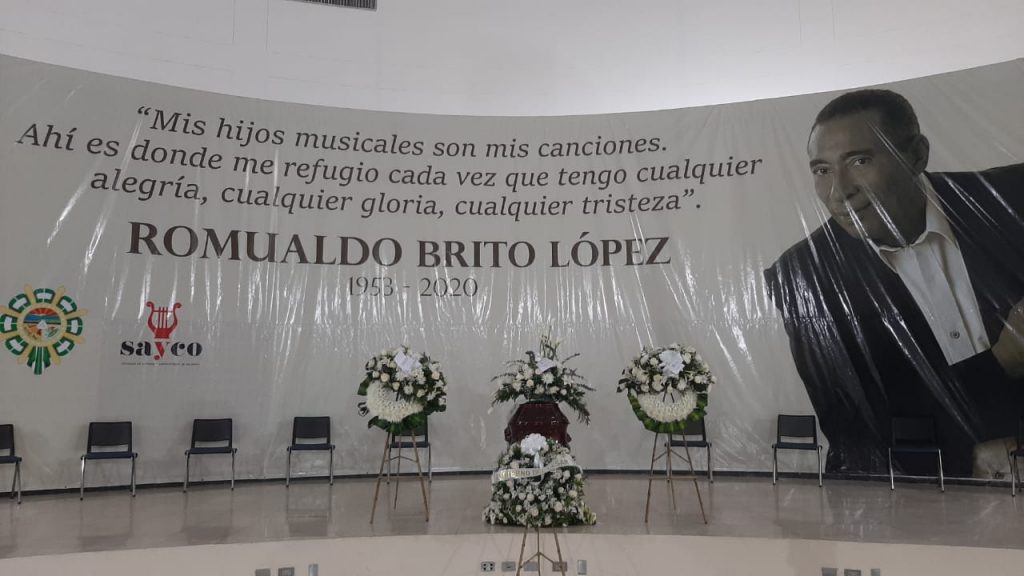 “Mis hijos musicales son mis canciones.
Ahí es donde me refugio cada vez que tengo cualquier
alegría, cualquier gloria, cualquier tristeza”.
ROMUALDO BRITO LÓPEZ
1953 - 2020
sayco